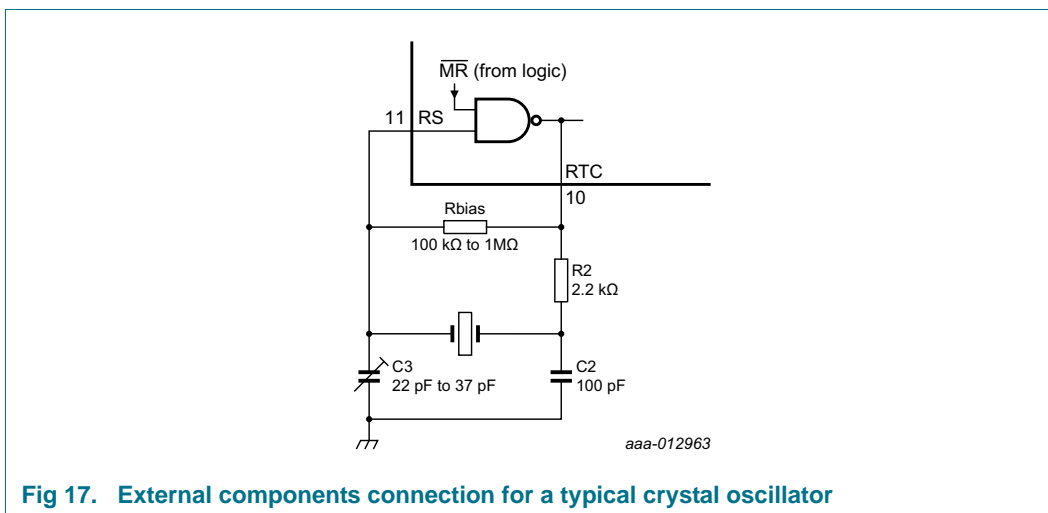 MR (from logic)
11 RS
RTC
10
Rbias
100 kΩ to 1MΩ
R2
2.2 kΩ
C3
22 pF to 37 pF
C2
100 pF
aaa-012963
Fig 17. External components connection for a typical crystal oscillator